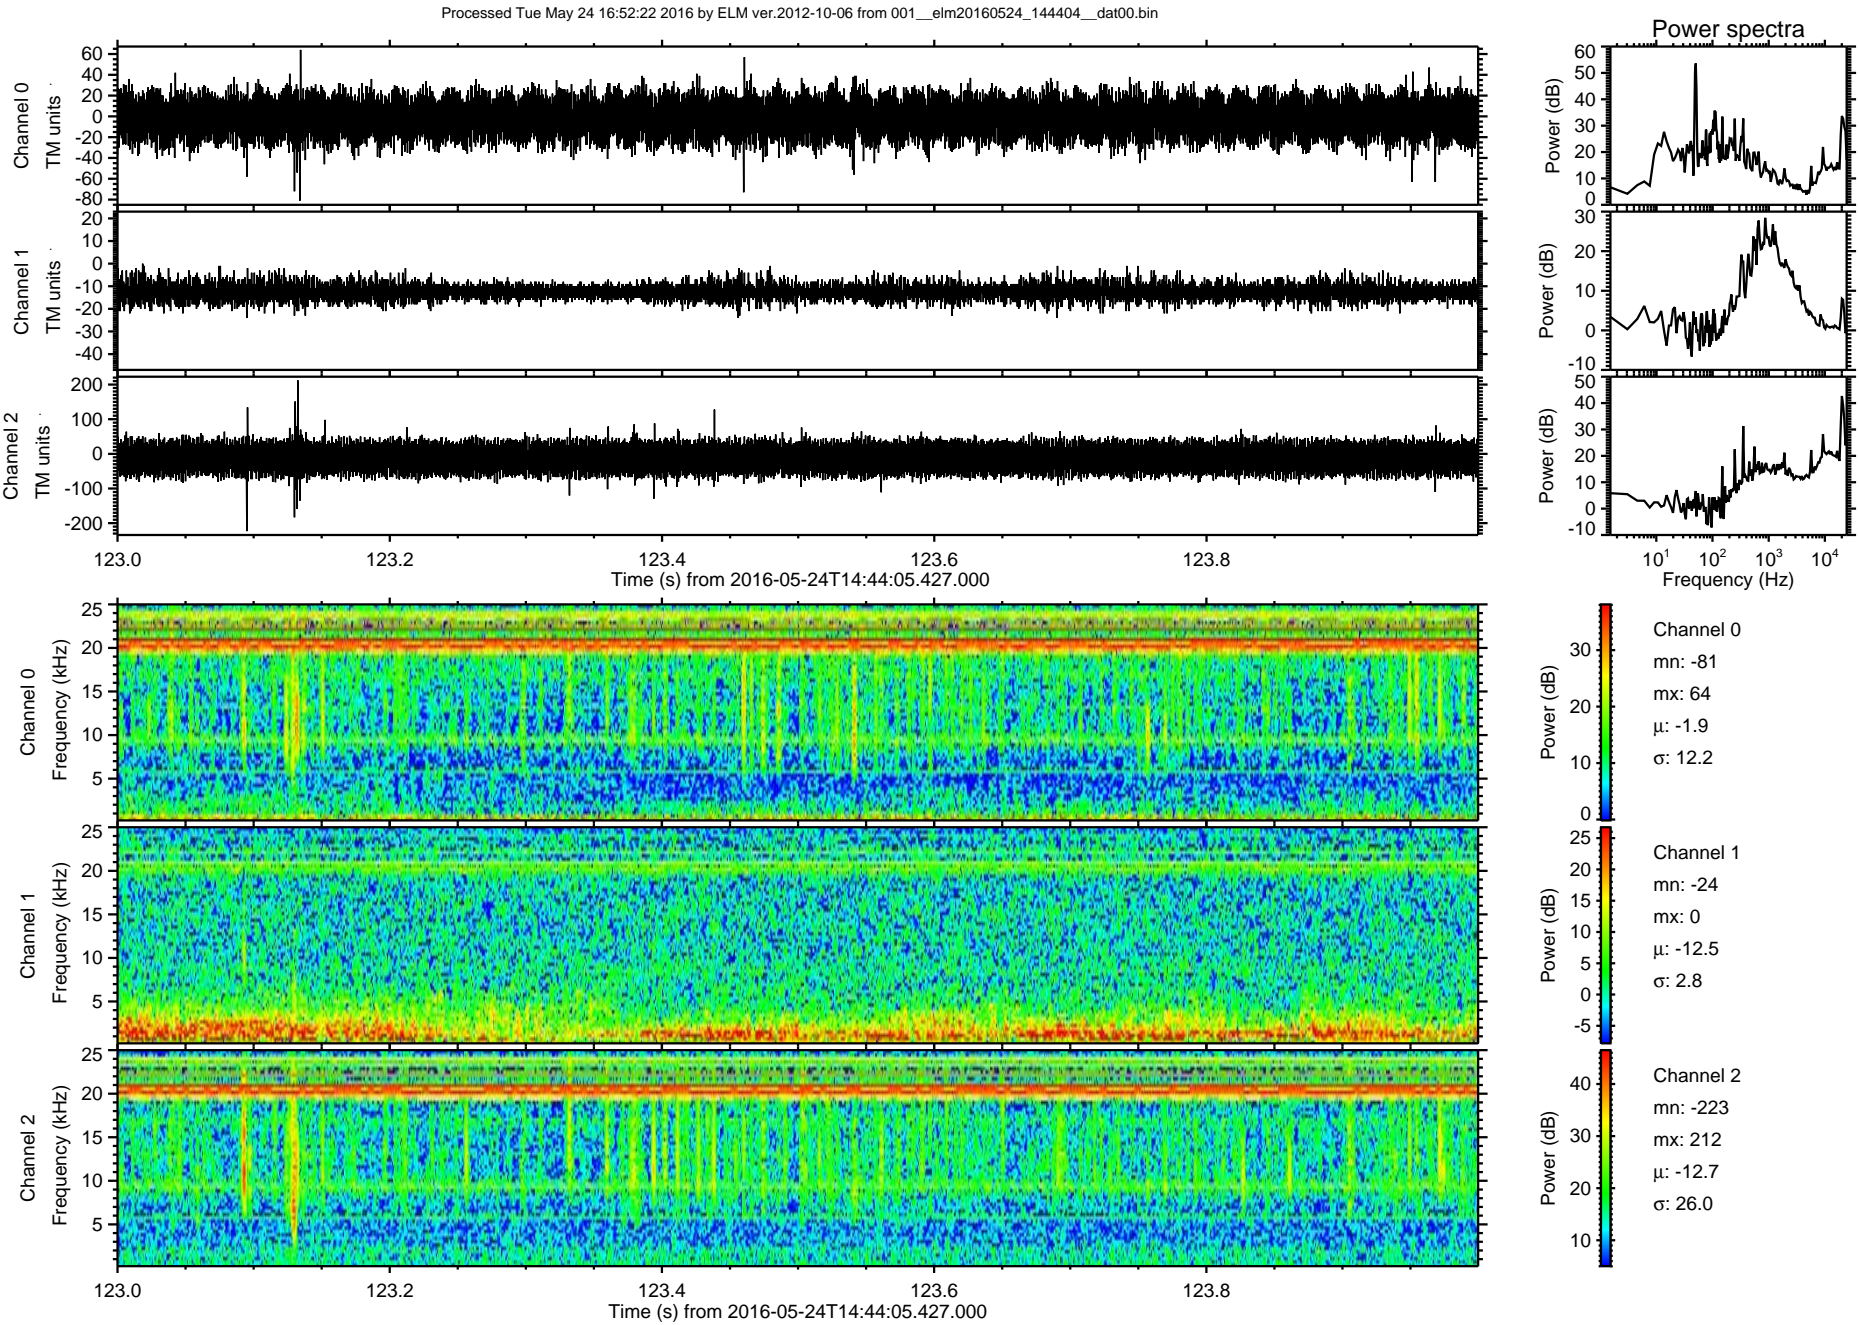 Processed Tue May 24 16:52:22 2016 by ELM ver.2012-10-06 from 001__elm20160524_144404__dat00.bin
Power spectra
Channel 0
TM units
60
40
20
0
-20
-40
-60
-80
Power (dB)
60
50
40
30
20
10
0
Channel 1
TM units
20
10
0
-10
-20
-30
-40
Power (dB)
30
20
10
0
-10
Channel 2
TM units
200
100
0
-100
-200
Power (dB)
50
40
30
20
10
0
-10
123.0 123.2 123.4 123.6 123.8
Time (s) from 2016-05-24T14:44:05.427.000
10^1 10^2 10^3 10^4
Frequency (Hz)
Channel 0
Frequency (kHz)
25
20
15
10
5
Power (dB)
30
20
10
0
Channel 0
mn: -81
mx: 64
μ: -1.9
σ: 12.2
Channel 1
Frequency (kHz)
25
20
15
10
5
Power (dB)
25
20
15
10
5
0
-5
Channel 1
mn: -24
mx: 0
μ: -12.5
σ: 2.8
Channel 2
Frequency (kHz)
25
20
15
10
5
Power (dB)
40
30
20
10
Channel 2
mn: -223
mx: 212
μ: -12.7
σ: 26.0
123.0 123.2 123.4 123.6 123.8
Time (s) from 2016-05-24T14:44:05.427.000